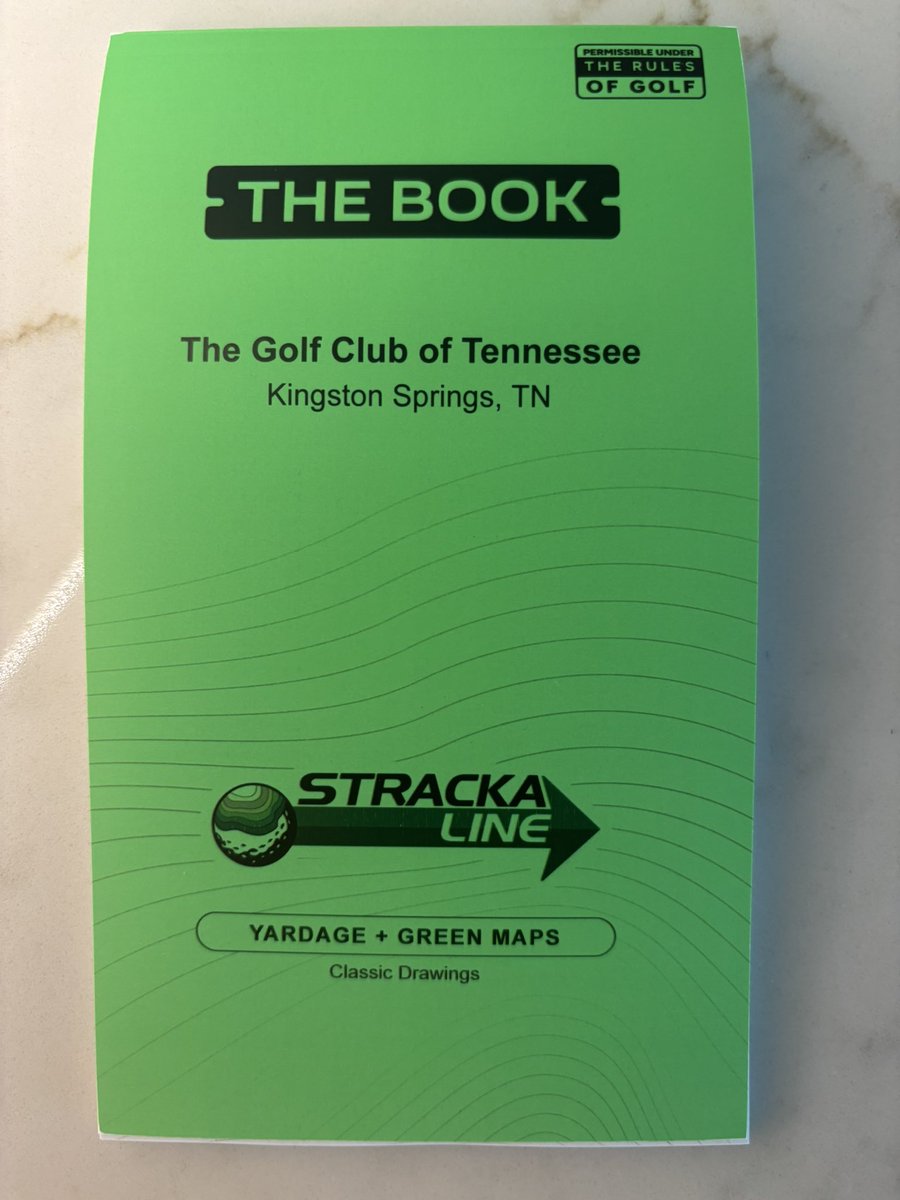 PERMISSIBLE UNDER
THE RULES
OF GOLF
THE BOOK
The Golf Club of Tennessee
Kingston Springs, TN
STRACKA
LINE
YARDAGE + GREEN MAPS
Classic Drawings